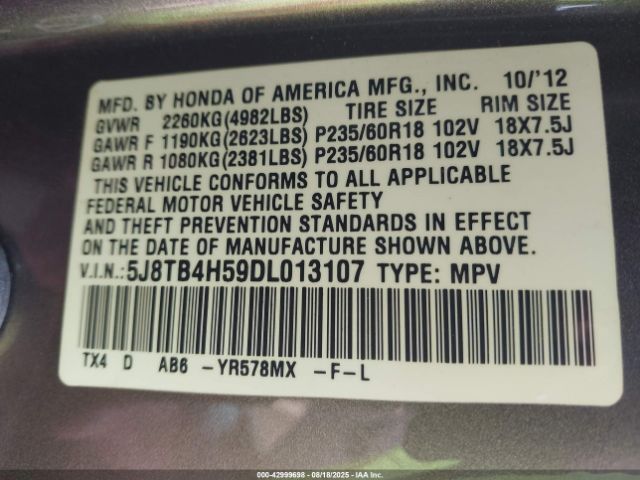 MFD. BY HONDA OF AMERICA MFG., INC. 10/'12
GVWR 2260KG(4982LBS) TIRE SIZE RIM SIZE
GAWR F 1190KG(2623LBS) P235/60R18 102V 18X7.5J
GAWR R 1080KG(2381LBS) P235/60R18 102V 18X7.5J
THIS VEHICLE CONFORMS TO ALL APPLICABLE
FEDERAL MOTOR VEHICLE SAFETY
AND THEFT PREVENTION STANDARDS IN EFFECT
ON THE DATE OF MANUFACTURE SHOWN ABOVE.
V.I.N.:5J8TB4H59DL013107 TYPE: MPV
TX4 D AB6 -YR578MX -F-L
000-42999698 | 08/18/2025 | IAA Inc.